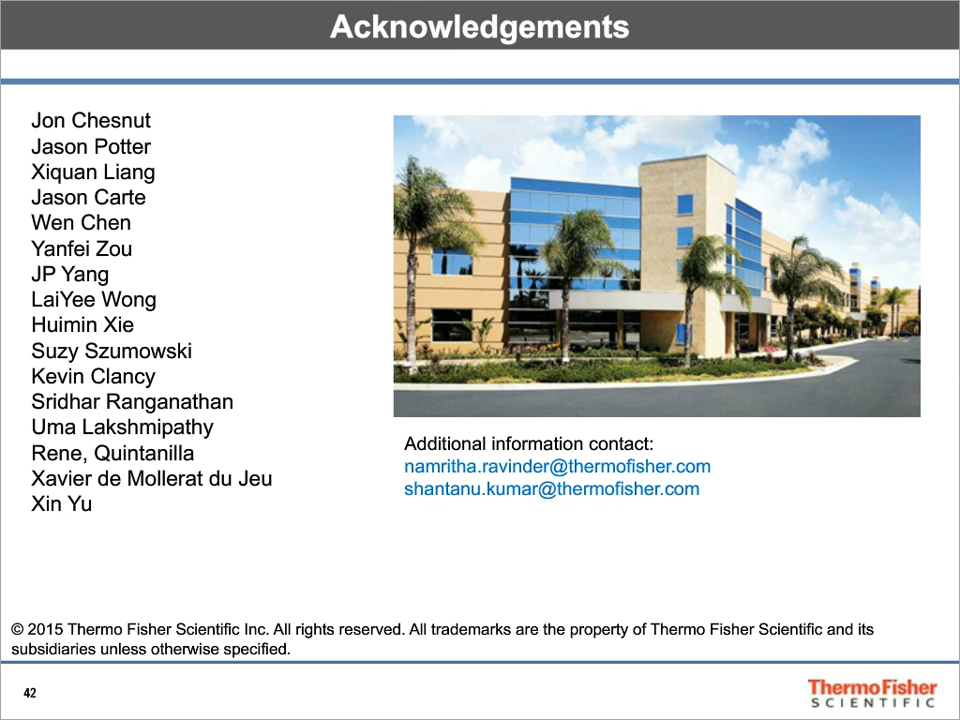 Acknowledgements
Jon Chesnut
Jason Potter
Xiquan Liang
Jason Carte
Wen Chen
Yanfei Zou
JP Yang
LaiYee Wong
Huimin Xie
Suzy Szumowski
Kevin Clancy
Sridhar Ranganathan
Uma Lakshmipathy
Rene, Quintanilla
Xavier de Mollerat du Jeu
Xin Yu
Additional information contact:
namritha.ravinder@thermofisher.com
shantanu.kumar@thermofisher.com
© 2015 Thermo Fisher Scientific Inc. All rights reserved. All trademarks are the property of Thermo Fisher Scientific and its
subsidiaries unless otherwise specified.
42
ThermoFisher
SCIENTIFIC